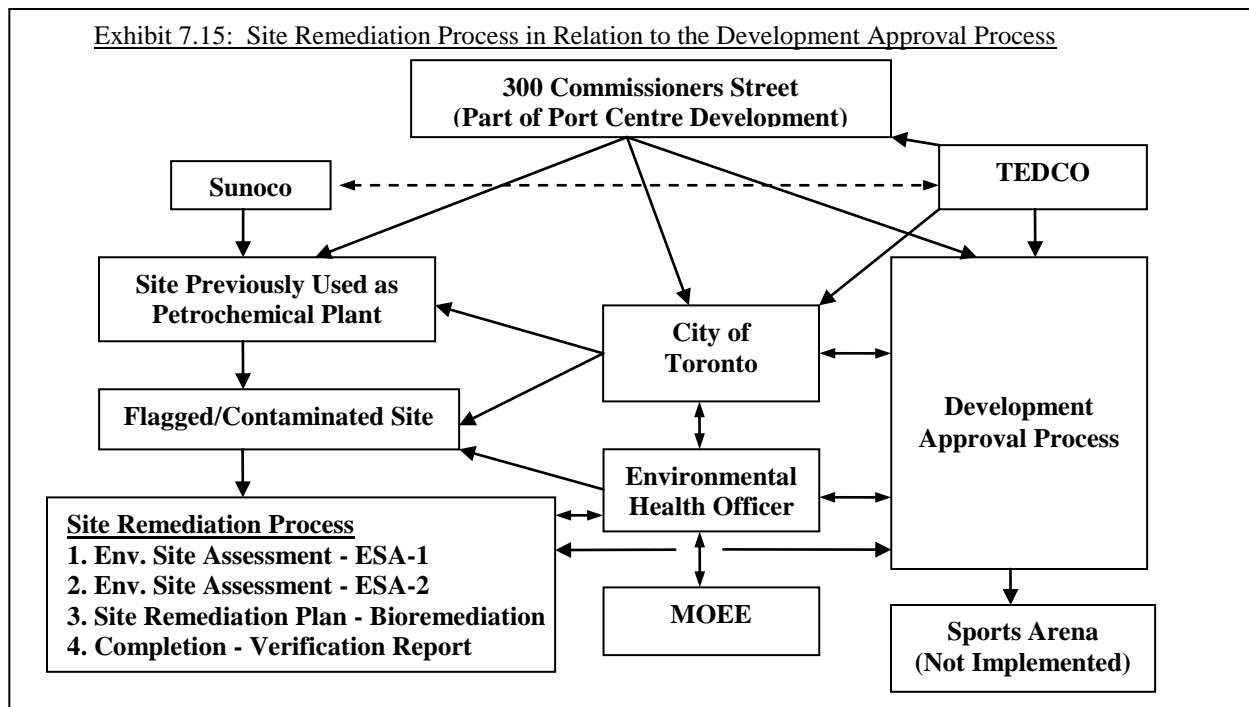 Exhibit 7.15: Site Remediation Process in Relation to the Development Approval Process
300 Commissioners Street
(Part of Port Centre Development)
Sunoco
TEDCO
Site Previously Used as
Petrochemical Plant
City of
Toronto
Development
Approval Process
Flagged/Contaminated Site
Environmental
Health Officer
Site Remediation Process
1. Env. Site Assessment - ESA-1
2. Env. Site Assessment - ESA-2
3. Site Remediation Plan - Bioremediation
4. Completion - Verification Report
MOEE
Sports Arena
(Not Implemented)